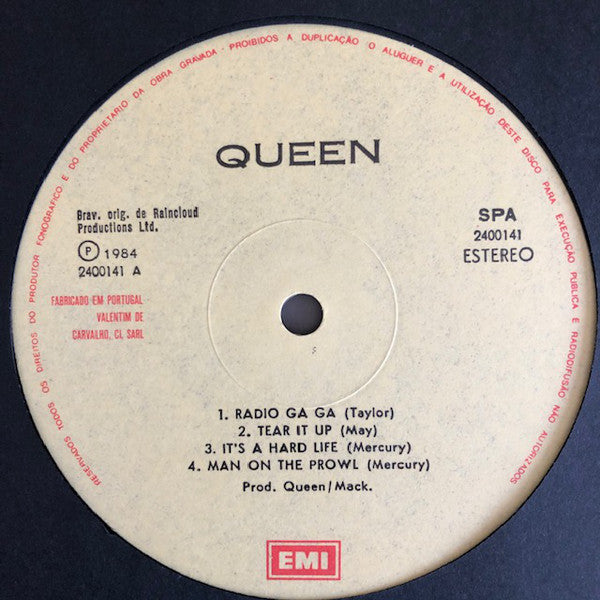 RESERVADOS TODOS OS DIREITOS DO PRODUTOR FONOGRAFICO E DO PROPRIETARIO DA OBRA GRAVADA - PROIBIDOS A DUPLICAÇÃO O ALUGUER E A UTILIZAÇÃO DESTE DISCO PARA EXECUÇÃO PUBLICA E RADIODIFUSÃO NÃO AUTORIZADOS
QUEEN
Brav. orig. de Raincloud
Productions Ltd.
Ⓟ 1984
2400141 A
FABRICADO EM PORTUGAL
VALENTIM DE
CARVALHO, CI, SARL
SPA
2400141
ESTEREO
1. RADIO GA GA (Taylor)
2. TEAR IT UP (May)
3. IT'S A HARD LIFE (Mercury)
4. MAN ON THE PROWL (Mercury)
Prod. Queen/Mack.
EMI